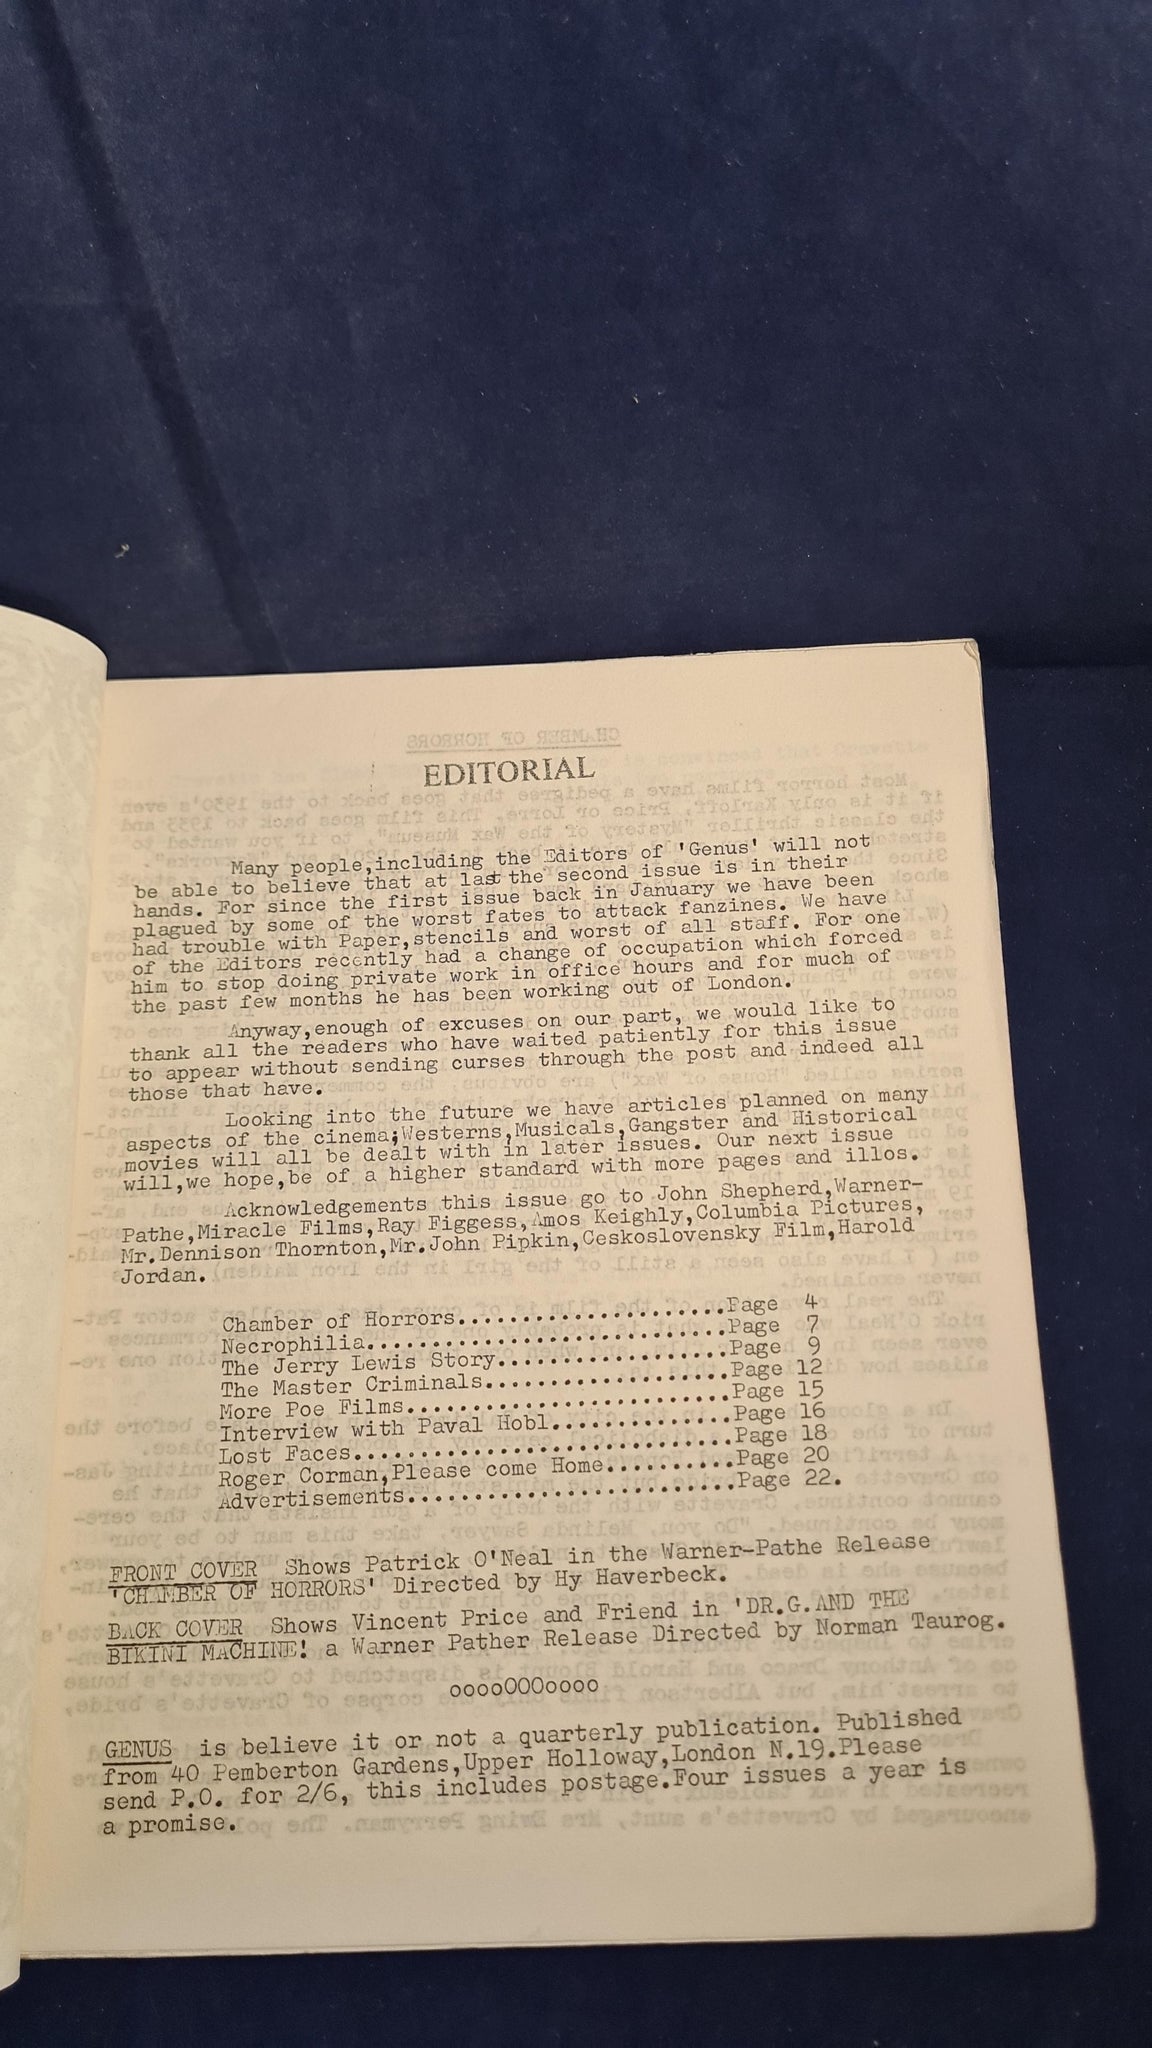 EDITORIAL
Many people,including the Editors of 'Genus' will not
be able to believe that at last the second issue is in their
hands. For since the first issue back in January we have been
plagued by some of the worst fates to attack fanzines. We have
had trouble with Paper,stencils and worst of all staff. For one
of the Editors recently had a change of occupation which forced
him to stop doing private work in office hours and for much of
the past few months he has been working out of London.
Anyway,enough of excuses on our part, we would like to
thank all the readers who have waited patiently for this issue
to appear without sending curses through the post and indeed all
those that have.
Looking into the future we have articles planned on many
aspects of the cinema;Westerns,Musicals,Gangster and Historical
movies will all be dealt with in later issues. Our next issue
will,we hope,be of a higher standard with more pages and illos.
Acknowledgements this issue go to John Shepherd,Warner-
Pathe,Miracle Films,Ray Figgess,Amos Keighly,Columbia Pictures,
Mr.Dennison Thornton,Mr.John Pipkin,Ceskoslovensky Film,Harold
Jordan.
Chamber of Horrors......................Page 4
Necrophilia.............................Page 7
The Jerry Lewis Story...................Page 9
The Master Criminals....................Page 12
More Poe Films..........................Page 15
Interview with Paval Hobl...............Page 16
Lost Faces..............................Page 18
Roger Corman,Please come Home...........Page 20
Advertisements..........................Page 22.
FRONT COVER Shows Patrick O'Neal in the Warner-Pathe Release
'CHAMBER OF HORRORS' Directed by Hy Haverbeck.
BACK COVER Shows Vincent Price and Friend in 'DR.G.AND THE
BIKINI MACHINE! a Warner Pather Release Directed by Norman Taurog.
ooooOOOoooo
GENUS is believe it or not a quarterly publication. Published
from 40 Pemberton Gardens,Upper Holloway,London N.19.Please
send P.O. for 2/6, this includes postage.Four issues a year is
a promise.